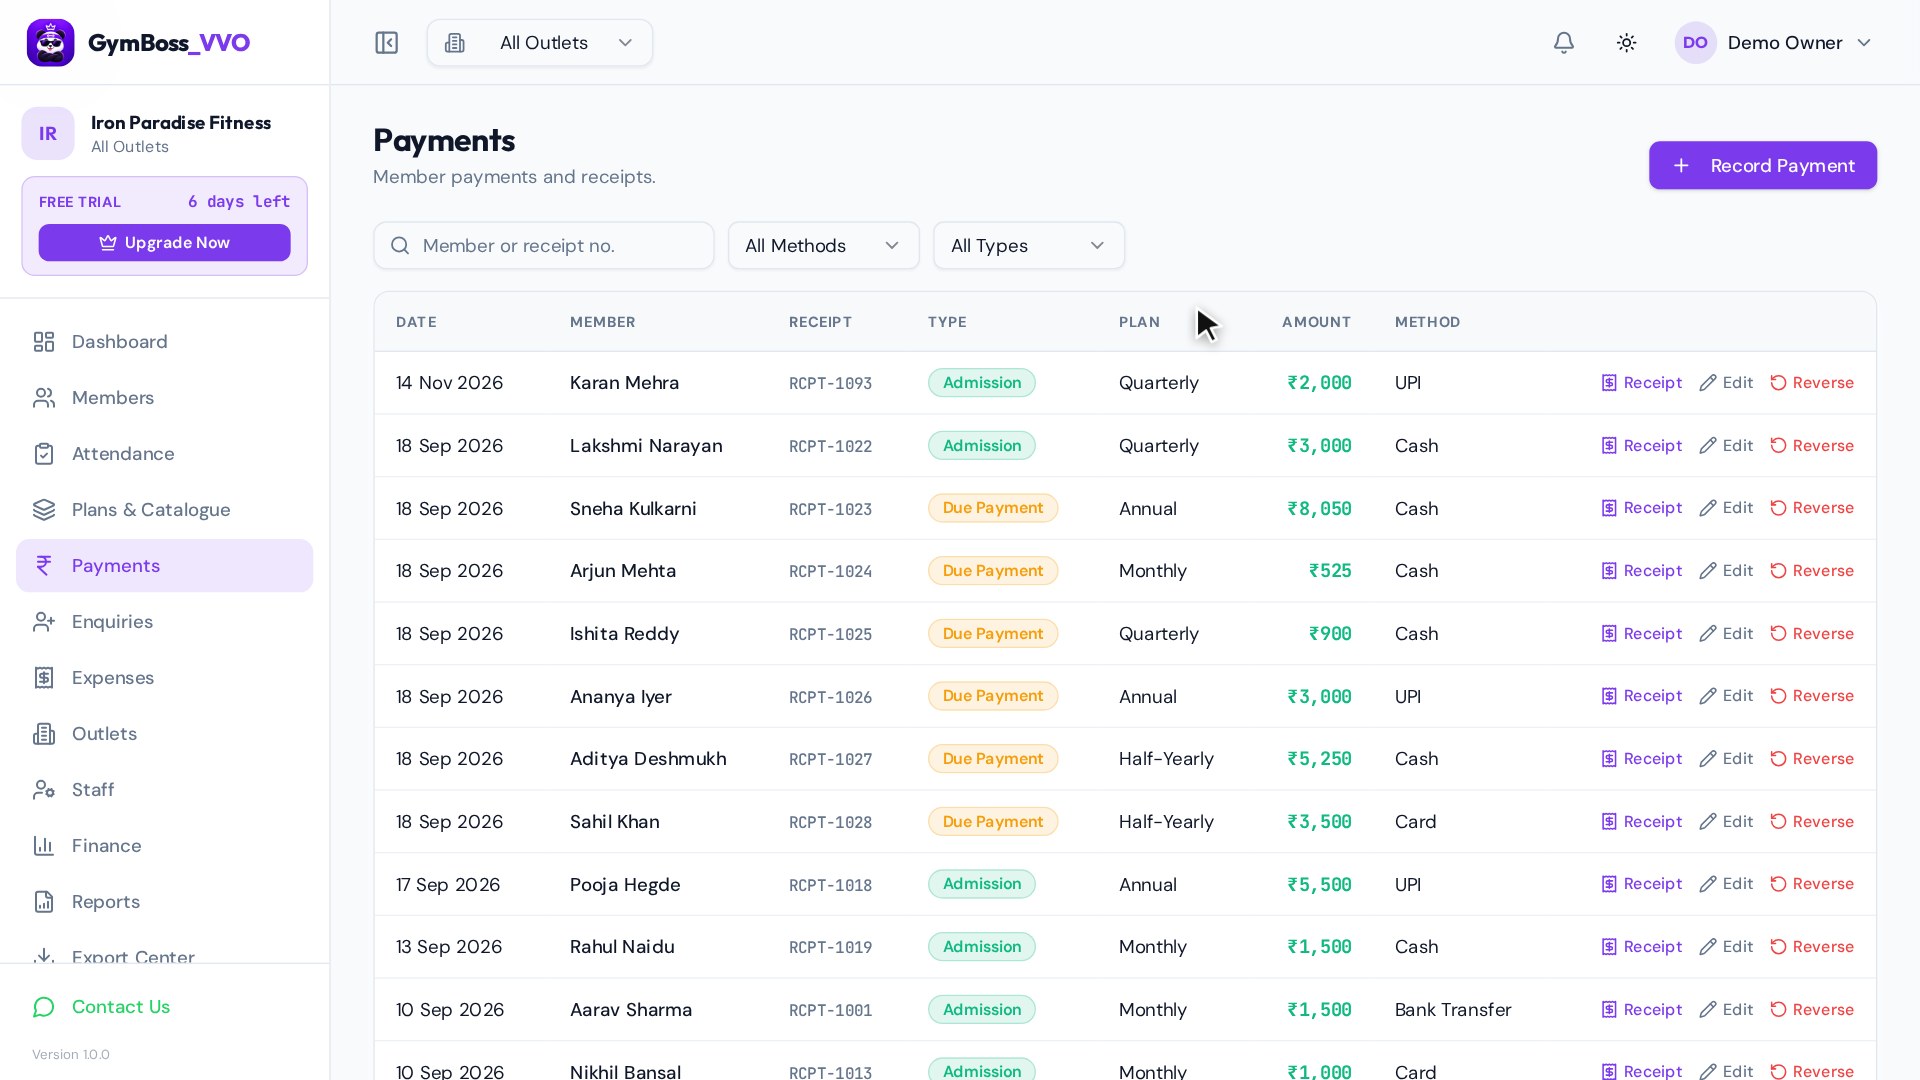 GymBoss_VVO
All Outlets
DO Demo Owner
IR Iron Paradise Fitness
All Outlets
FREE TRIAL 6 days left
Upgrade Now
Dashboard
Members
Attendance
Plans & Catalogue
Payments
Enquiries
Expenses
Outlets
Staff
Finance
Reports
Export Center
Contact Us
Version 1.0.0
Payments
Member payments and receipts.
Record Payment
Member or receipt no. All Methods All Types
DATE MEMBER RECEIPT TYPE PLAN AMOUNT METHOD
14 Nov 2026 Karan Mehra RCPT-1093 Admission Quarterly ₹2,000 UPI Receipt Edit Reverse
18 Sep 2026 Lakshmi Narayan RCPT-1022 Admission Quarterly ₹3,000 Cash Receipt Edit Reverse
18 Sep 2026 Sneha Kulkarni RCPT-1023 Due Payment Annual ₹8,050 Cash Receipt Edit Reverse
18 Sep 2026 Arjun Mehta RCPT-1024 Due Payment Monthly ₹525 Cash Receipt Edit Reverse
18 Sep 2026 Ishita Reddy RCPT-1025 Due Payment Quarterly ₹900 Cash Receipt Edit Reverse
18 Sep 2026 Ananya Iyer RCPT-1026 Due Payment Annual ₹3,000 UPI Receipt Edit Reverse
18 Sep 2026 Aditya Deshmukh RCPT-1027 Due Payment Half-Yearly ₹5,250 Cash Receipt Edit Reverse
18 Sep 2026 Sahil Khan RCPT-1028 Due Payment Half-Yearly ₹3,500 Card Receipt Edit Reverse
17 Sep 2026 Pooja Hegde RCPT-1018 Admission Annual ₹5,500 UPI Receipt Edit Reverse
13 Sep 2026 Rahul Naidu RCPT-1019 Admission Monthly ₹1,500 Cash Receipt Edit Reverse
10 Sep 2026 Aarav Sharma RCPT-1001 Admission Monthly ₹1,500 Bank Transfer Receipt Edit Reverse
10 Sep 2026 Nikhil Bansal RCPT-1013 Admission Monthly ₹1,000 Card Receipt Edit Reverse